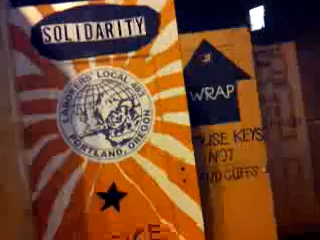 SOLIDARITY
LABORERS' LOCAL 483
PORTLAND, OREGON
WRAP
USE KEYS
NOT
CUFFS